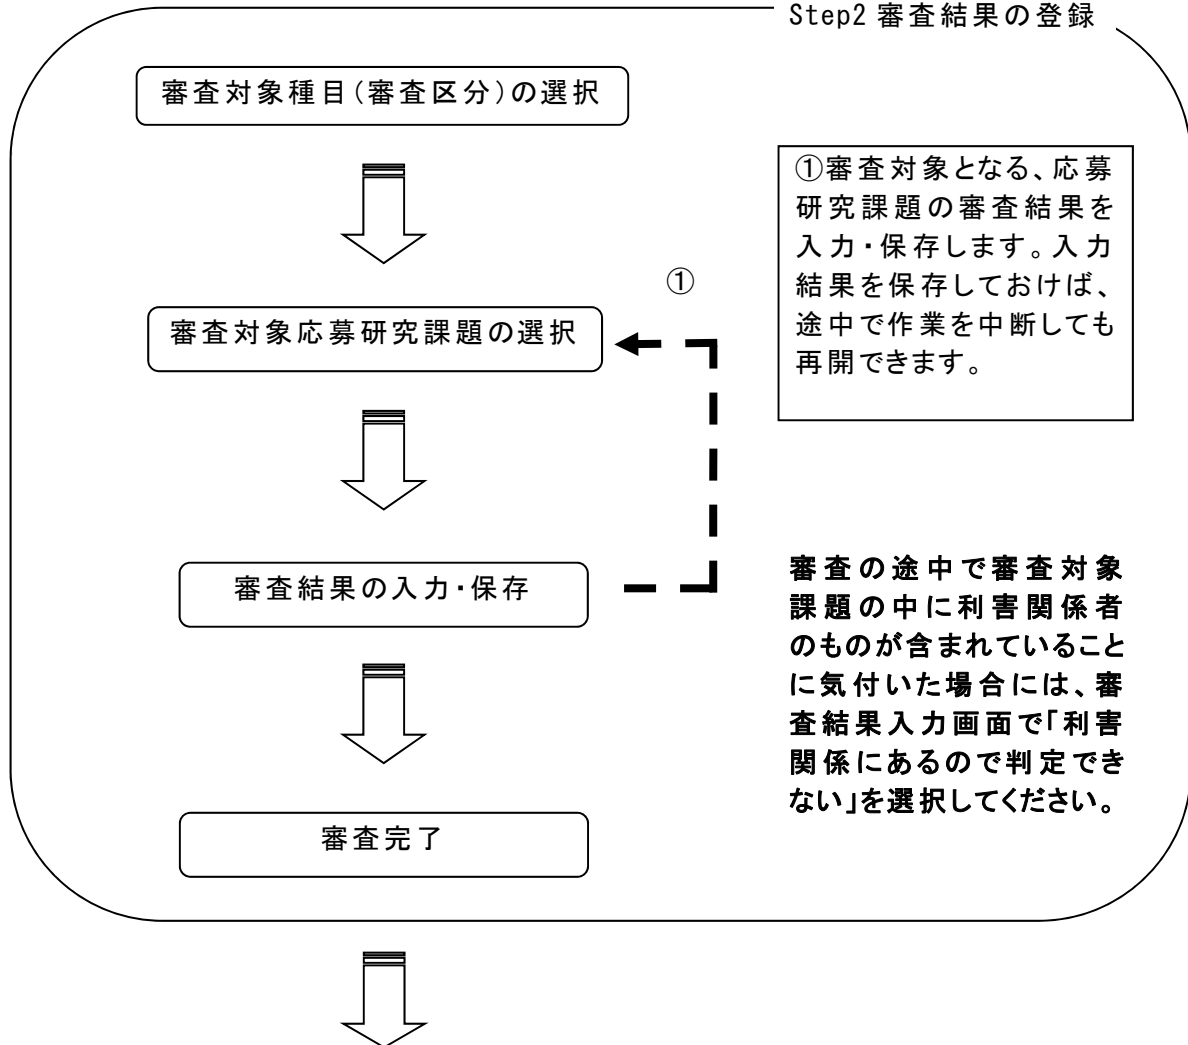 Step2 審査結果の登録
審査対象種目(審査区分)の選択
①審査対象となる、応募
研究課題の審査結果を
入力・保存します。入力
結果を保存しておけば、
途中で作業を中断しても
再開できます。
①
審査対象応募研究課題の選択
審査結果の入力・保存
審査の途中で審査対象
課題の中に利害関係者
のものが含まれていること
に気付いた場合には、審
査結果入力画面で「利害
関係にあるので判定でき
ない」を選択してください。
審査完了